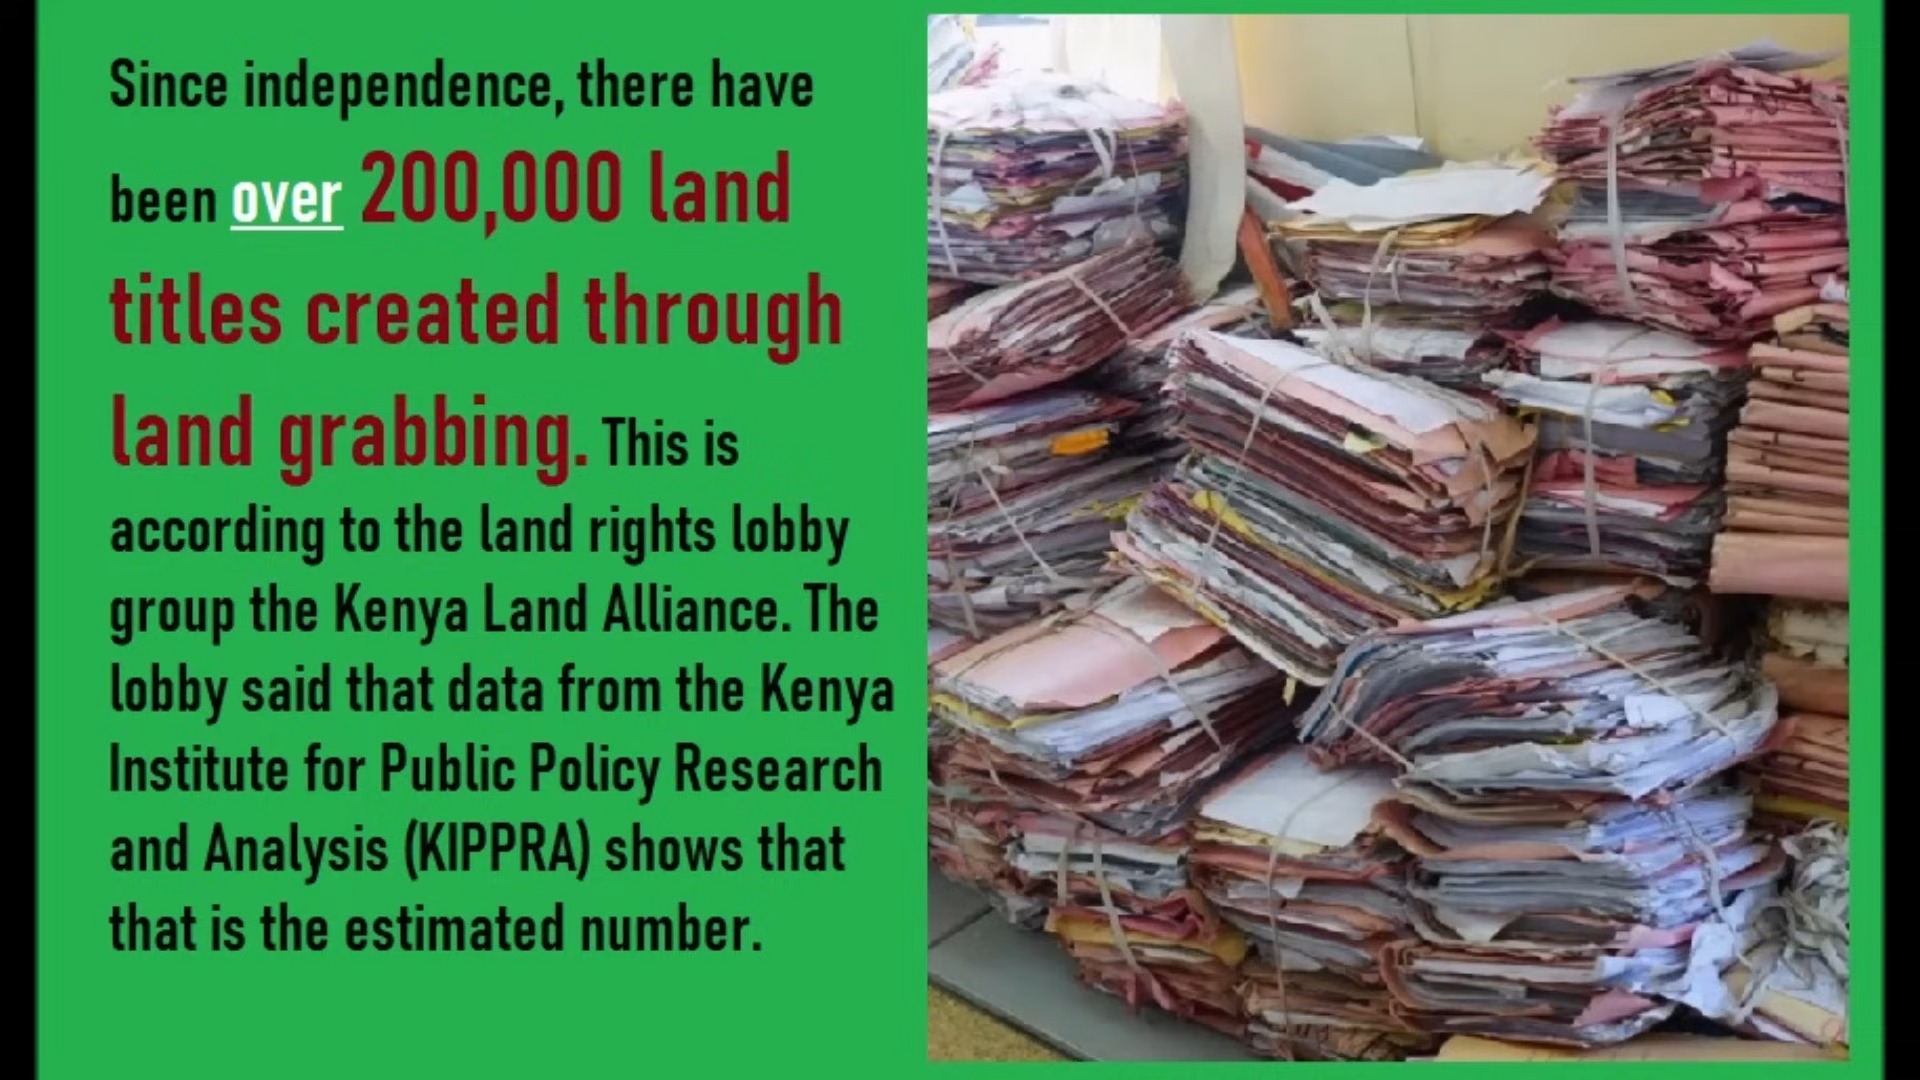 Since independence, there have
been over 200,000 land
titles created through
land grabbing. This is
according to the land rights lobby
group the Kenya Land Alliance. The
lobby said that data from the Kenya
Institute for Public Policy Research
and Analysis (KIPPRA) shows that
that is the estimated number.